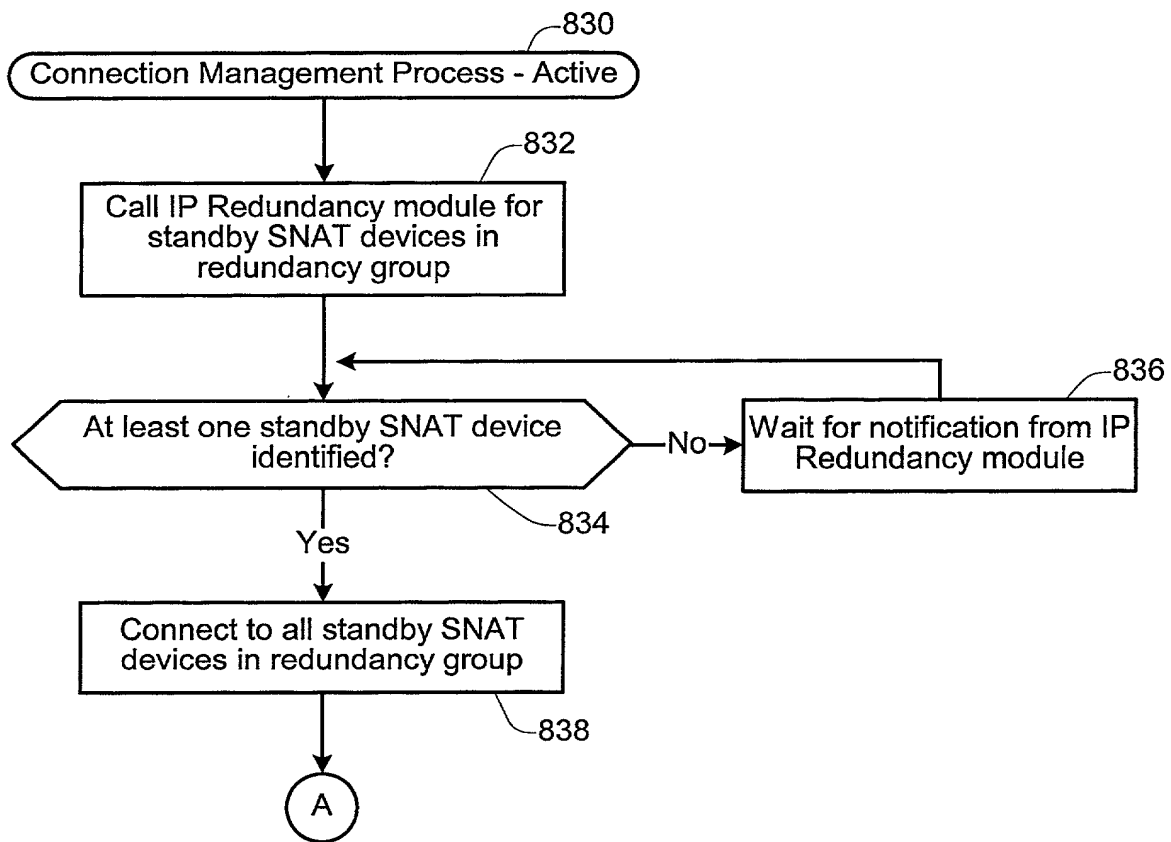 830
Connection Management Process - Active
832
Call IP Redundancy module for
standby SNAT devices in
redundancy group
836
At least one standby SNAT device
identified?
No
Wait for notification from IP
Redundancy module
834
Yes
Connect to all standby SNAT
devices in redundancy group
838
A